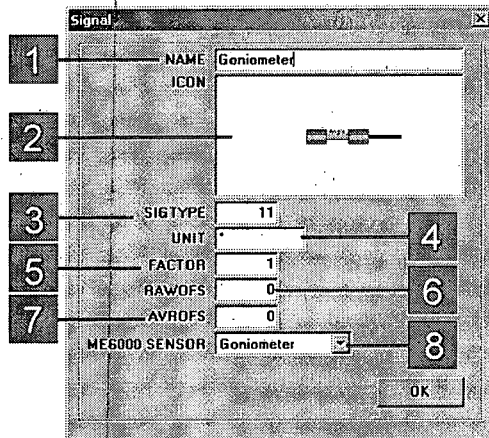 Signal
1 NAME Goniometer
ICON
2
3 SIGTYPE 11
UNIT ° 4
5 FACTOR 1
RAWOFS 0 6
7 AVROFS 0
ME6000 SENSOR Goniometer 8
OK